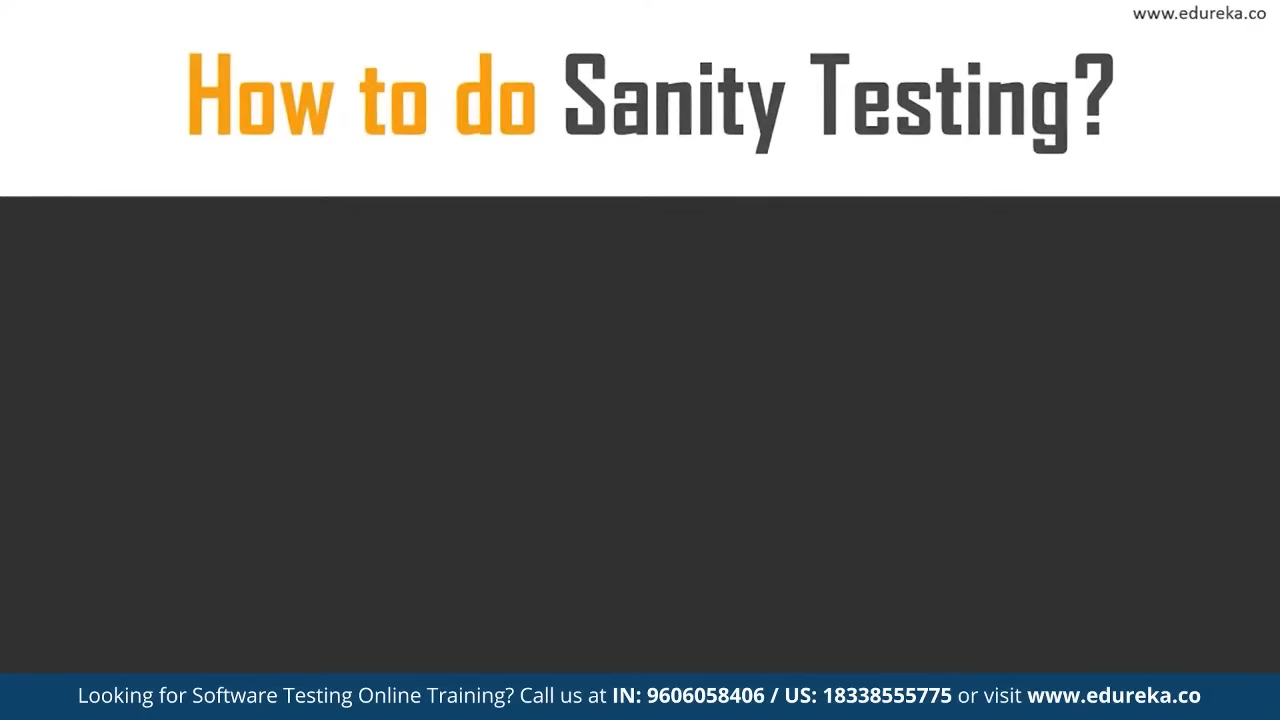 www.edureka.co
How to do Sanity Testing?
Looking for Software Testing Online Training? Call us at IN: 9606058406 / US: 18338555775 or visit www.edureka.co